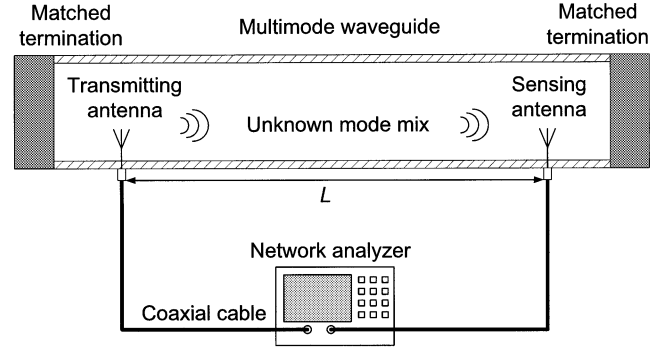 Matched
termination
Multimode waveguide
Matched
termination
Transmitting
antenna
Unknown mode mix
Sensing
antenna
L
Network analyzer
Coaxial cable